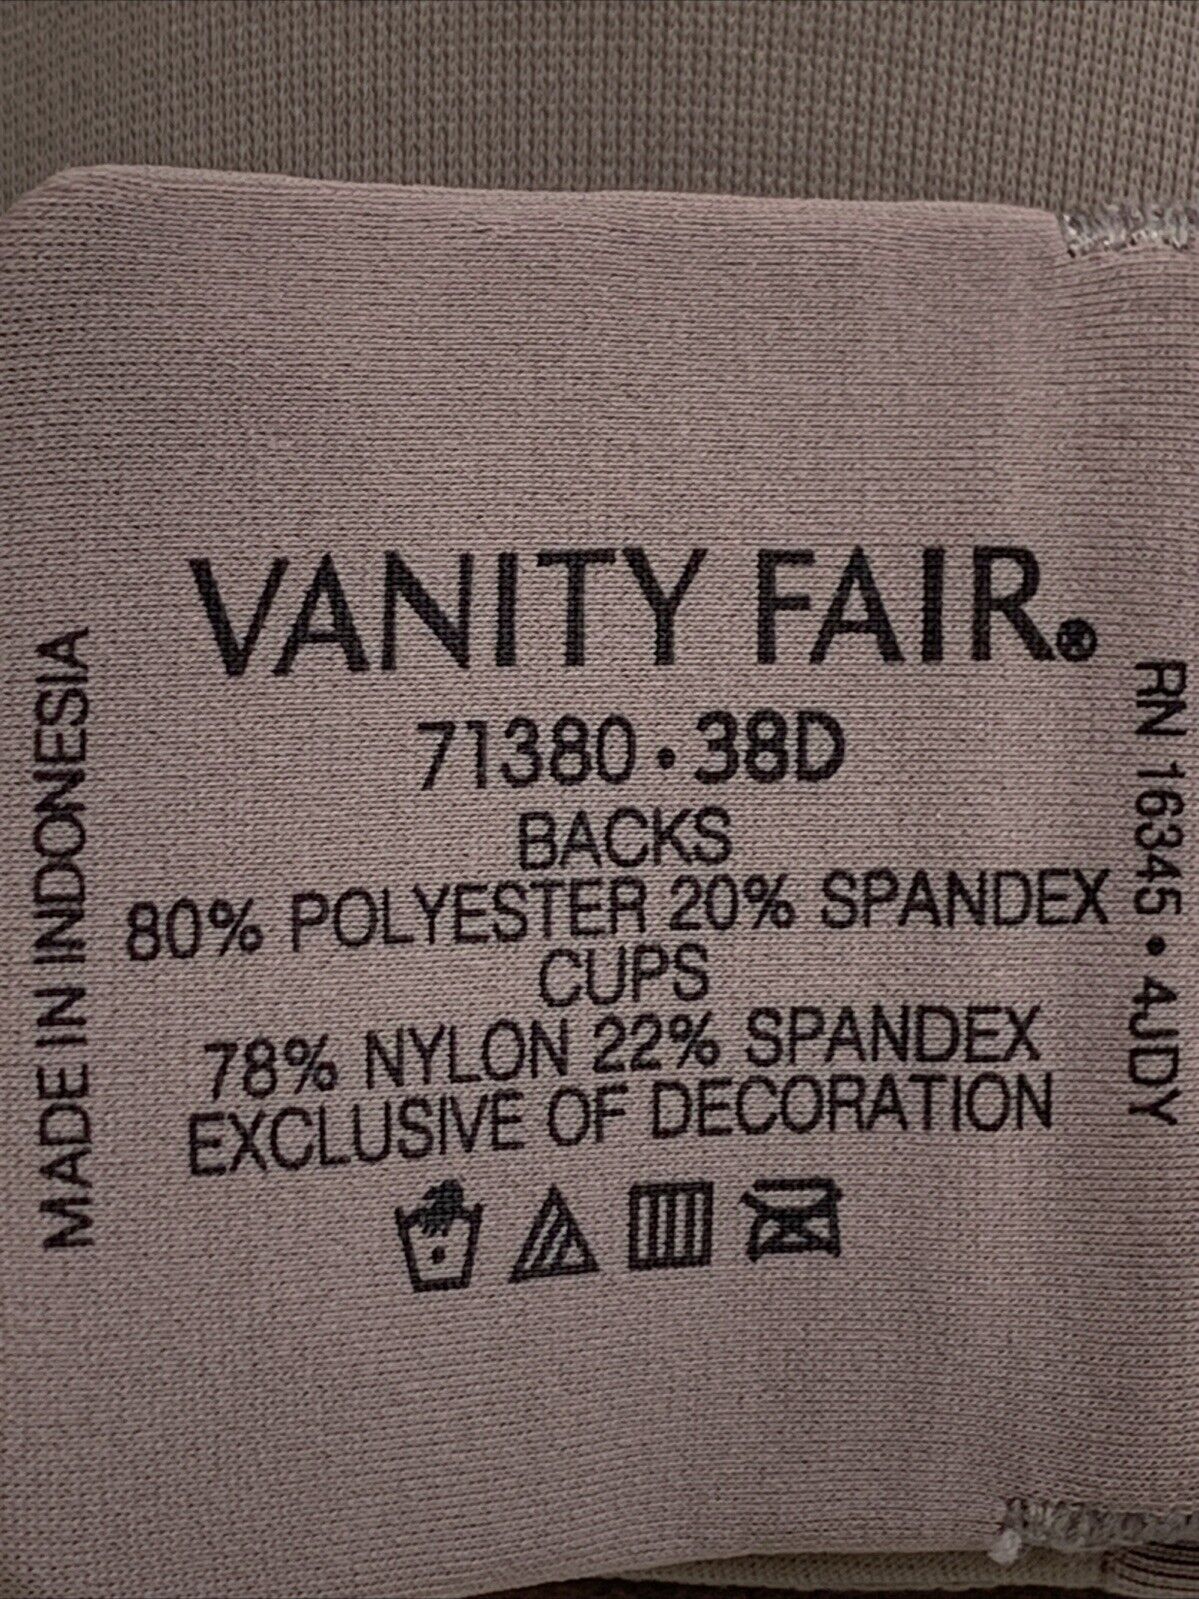 VANITY FAIR®
71380 • 38D
BACKS
80% POLYESTER 20% SPANDEX
CUPS
78% NYLON 22% SPANDEX
EXCLUSIVE OF DECORATION
MADE IN INDONESIA
RN 16345 • 4JDY